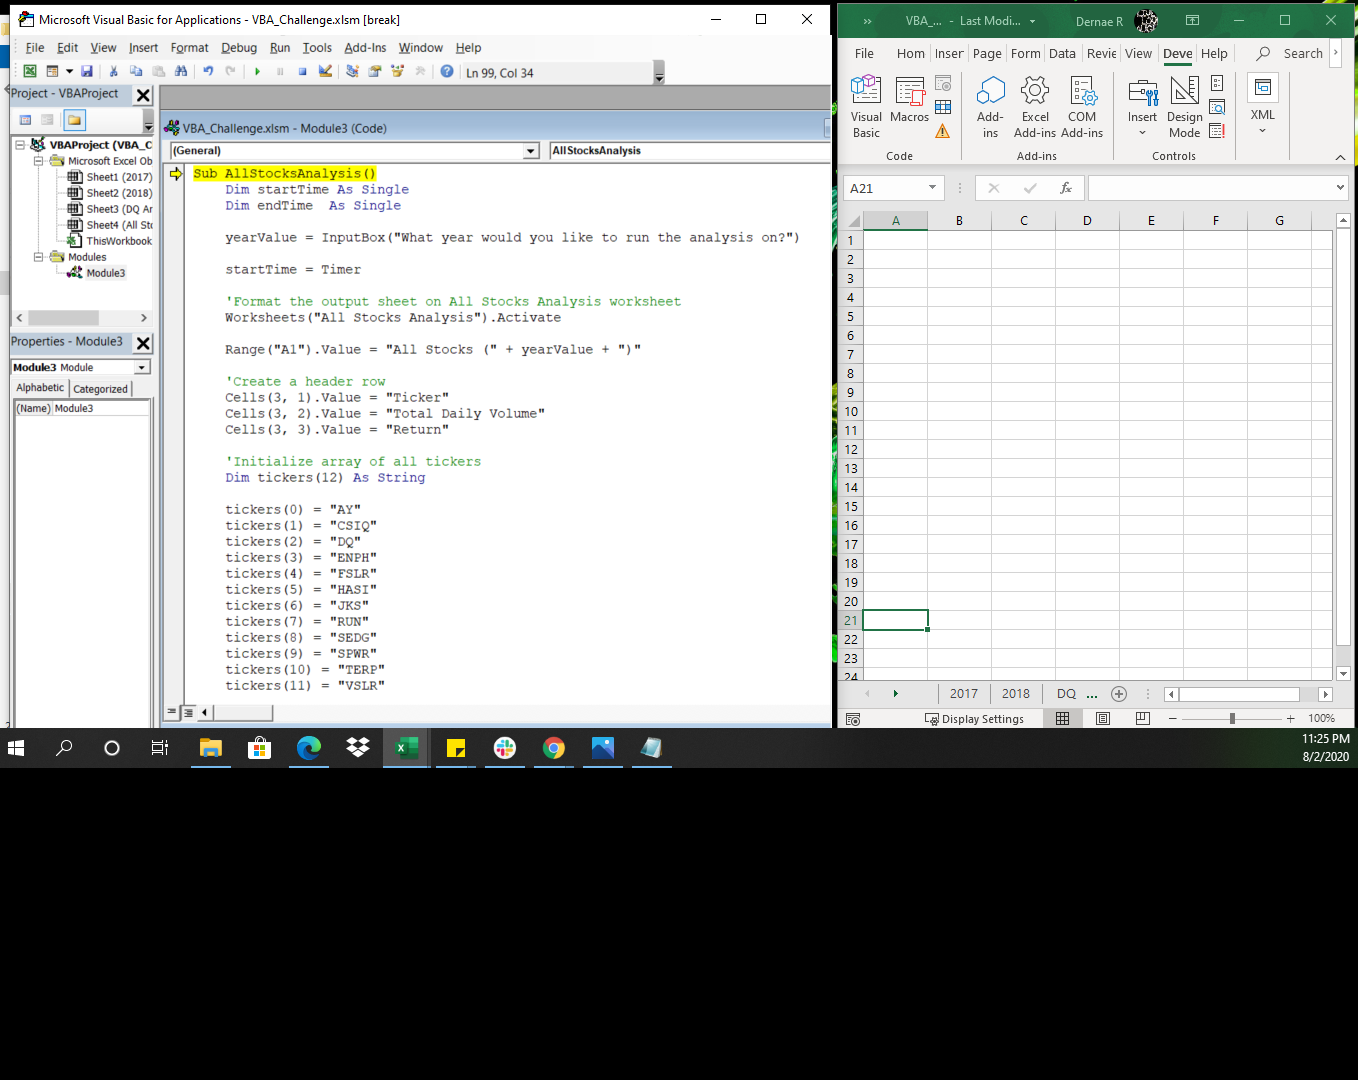 Microsoft Visual Basic for Applications - VBA_Challenge.xlsm [break]
File Edit View Insert Format Debug Run Tools Add-Ins Window Help
Ln 99, Col 34
Project - VBAProject
VBAProject (VBA_C
Microsoft Excel Ob
Sheet1 (2017)
Sheet2 (2018)
Sheet3 (DQ Ar
Sheet4 (All Sto
ThisWorkbook
Modules
Module3
Properties - Module3
Module3 Module
Alphabetic Categorized
(Name) Module3
VBA_Challenge.xlsm - Module3 (Code)
(General) AllStocksAnalysis
Sub AllStocksAnalysis()
Dim startTime As Single
Dim endTime  As Single
yearValue = InputBox("What year would you like to run the analysis on?")
startTime = Timer
'Format the output sheet on All Stocks Analysis worksheet
Worksheets("All Stocks Analysis").Activate
Range("A1").Value = "All Stocks (" + yearValue + ")"
'Create a header row
Cells(3, 1).Value = "Ticker"
Cells(3, 2).Value = "Total Daily Volume"
Cells(3, 3).Value = "Return"
'Initialize array of all tickers
Dim tickers(12) As String
tickers(0) = "AY"
tickers(1) = "CSIQ"
tickers(2) = "DQ"
tickers(3) = "ENPH"
tickers(4) = "FSLR"
tickers(5) = "HASI"
tickers(6) = "JKS"
tickers(7) = "RUN"
tickers(8) = "SEDG"
tickers(9) = "SPWR"
tickers(10) = "TERP"
tickers(11) = "VSLR"
VBA_... - Last Modi... Dernae R
File Hom Inser Page Form Data Revie View Deve Help Search
Visual Basic Macros Add-ins Excel Add-ins COM Add-ins Insert Design Mode XML
Code Add-ins Controls
A21 fx
A B C D E F G
1
2
3
4
5
6
7
8
9
10
11
12
13
14
15
16
17
18
19
20
21
22
23
24
2017 2018 DQ ...
Display Settings 100%
11:25 PM
8/2/2020